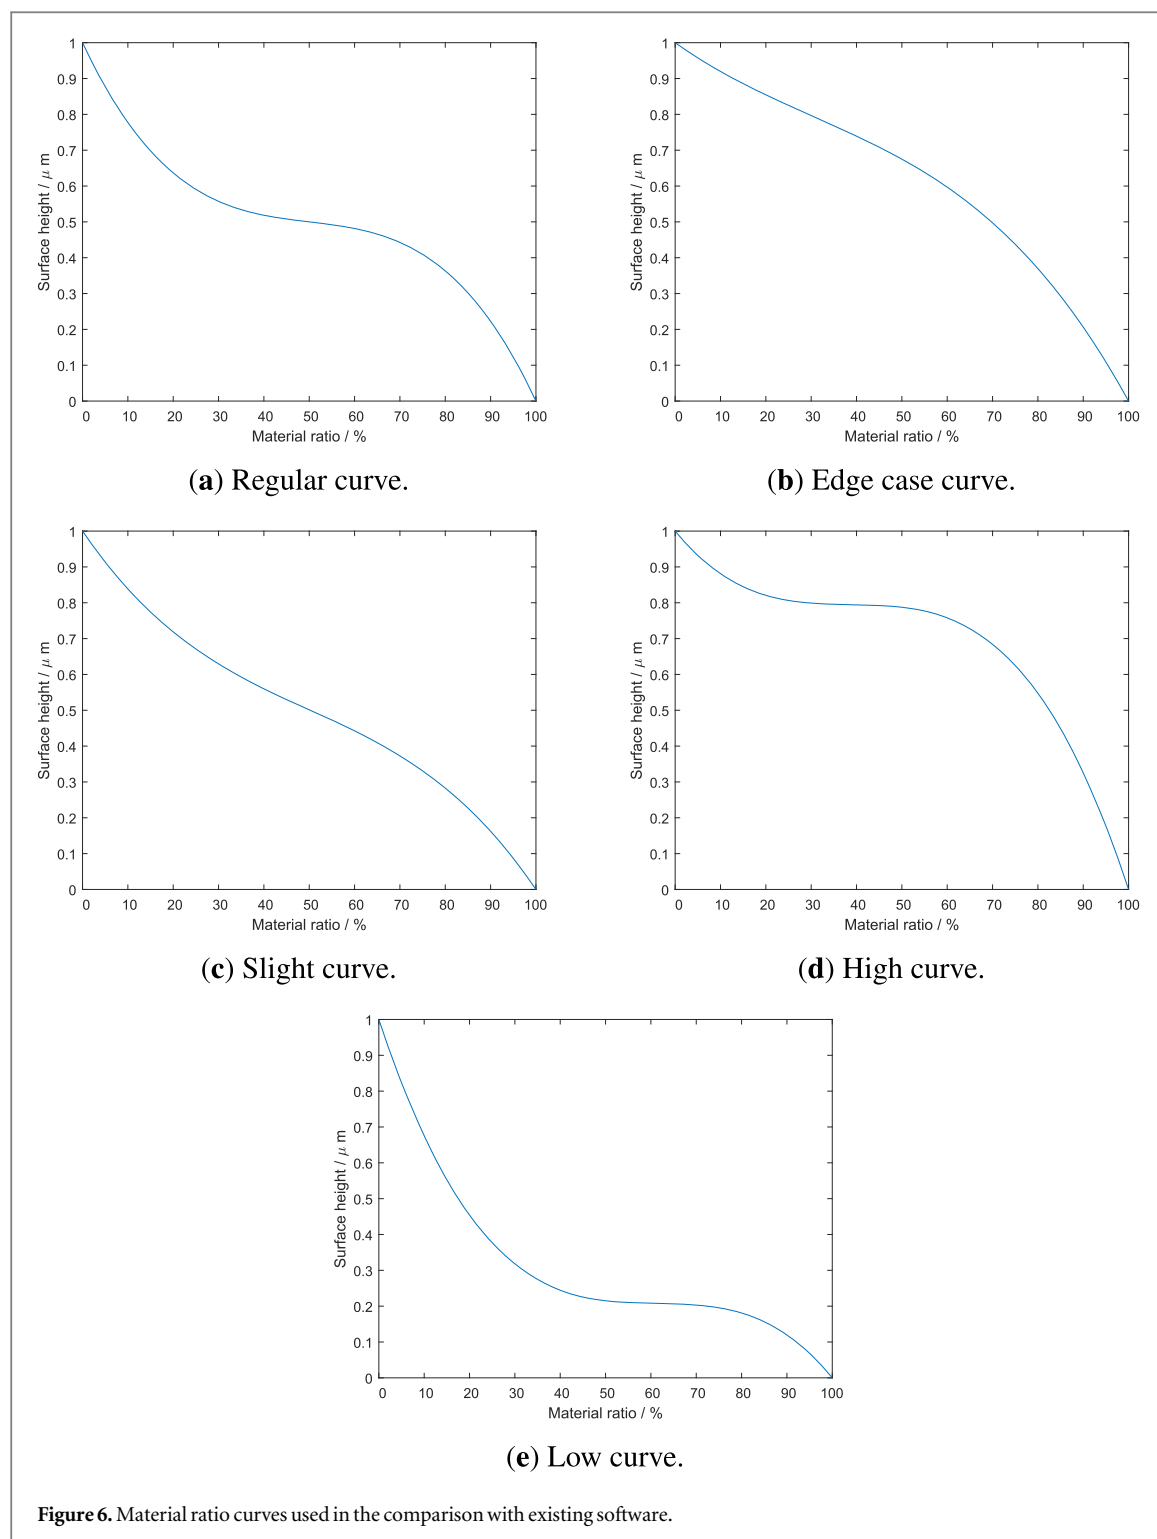 1
0.9
0.8
0.7
0.6
0.5
0.4
0.3
0.2
0.1
0
Surface height / μ m
0 10 20 30 40 50 60 70 80 90 100
Material ratio / %
(a) Regular curve.
1
0.9
0.8
0.7
0.6
0.5
0.4
0.3
0.2
0.1
0
Surface height / μ m
0 10 20 30 40 50 60 70 80 90 100
Material ratio / %
(b) Edge case curve.
1
0.9
0.8
0.7
0.6
0.5
0.4
0.3
0.2
0.1
0
Surface height / μ m
0 10 20 30 40 50 60 70 80 90 100
Material ratio / %
(c) Slight curve.
1
0.9
0.8
0.7
0.6
0.5
0.4
0.3
0.2
0.1
0
Surface height / μ m
0 10 20 30 40 50 60 70 80 90 100
Material ratio / %
(d) High curve.
1
0.9
0.8
0.7
0.6
0.5
0.4
0.3
0.2
0.1
0
Surface height / μ m
0 10 20 30 40 50 60 70 80 90 100
Material ratio / %
(e) Low curve.
Figure 6. Material ratio curves used in the comparison with existing software.